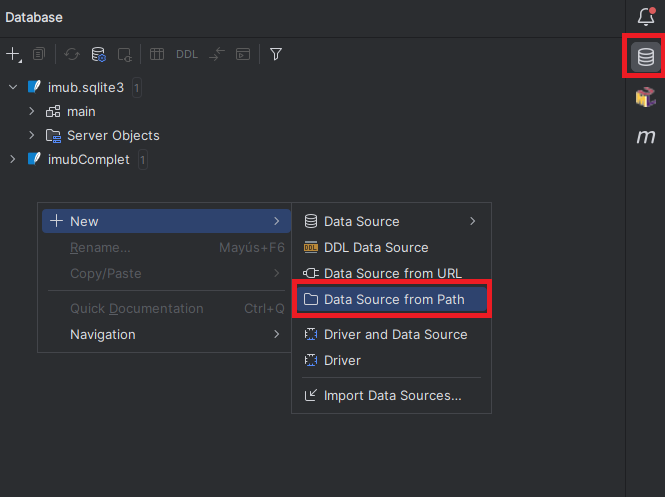 Database
DDL
imub.sqlite3 1
main
Server Objects
imubComplet 1
New
Rename... Mayús+F6
Copy/Paste
Quick Documentation Ctrl+Q
Navigation
Data Source
DDL DDL Data Source
Data Source from URL
Data Source from Path
Driver and Data Source
Driver
Import Data Sources...
m